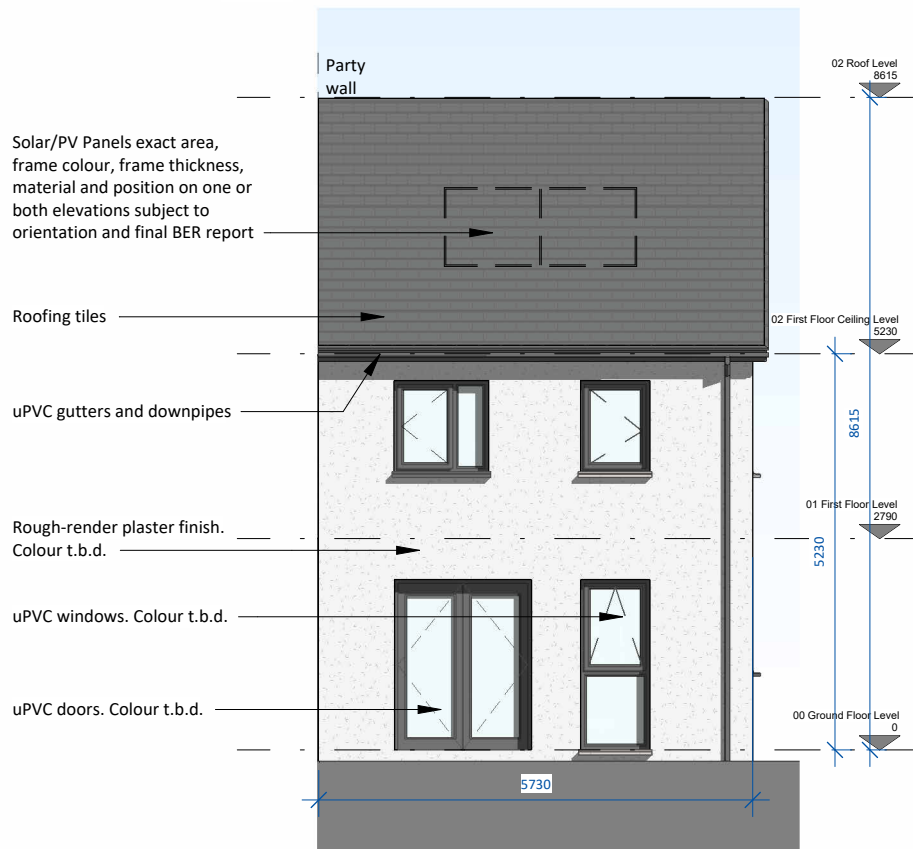 Party
wall
02 Roof Level
8615
Solar/PV Panels exact area,
frame colour, frame thickness,
material and position on one or
both elevations subject to
orientation and final BER report
Roofing tiles
02 First Floor Ceiling Level
5230
uPVC gutters and downpipes
8615
01 First Floor Level
2790
Rough-render plaster finish.
Colour t.b.d.
5230
uPVC windows. Colour t.b.d.
uPVC doors. Colour t.b.d.
00 Ground Floor Level
0
5730